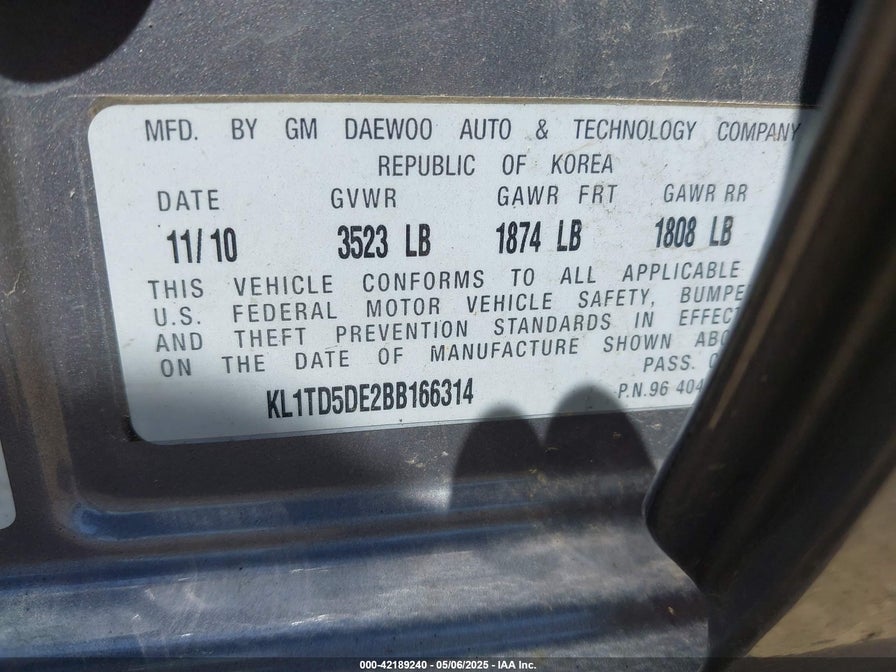 MFD. BY GM DAEWOO AUTO & TECHNOLOGY COMPANY
REPUBLIC OF KOREA
DATE GVWR GAWR FRT GAWR RR
11/10 3523 LB 1874 LB 1808 LB
THIS VEHICLE CONFORMS TO ALL APPLICABLE
U.S. FEDERAL MOTOR VEHICLE SAFETY,
AND THEFT PREVENTION STANDARDS IN
ON THE DATE OF MANUFACTURE SHOWN
PASS.
KL1TD5DE2BB166314
P.N.96
000-42189240 - 05/06/2025 - IAA Inc.